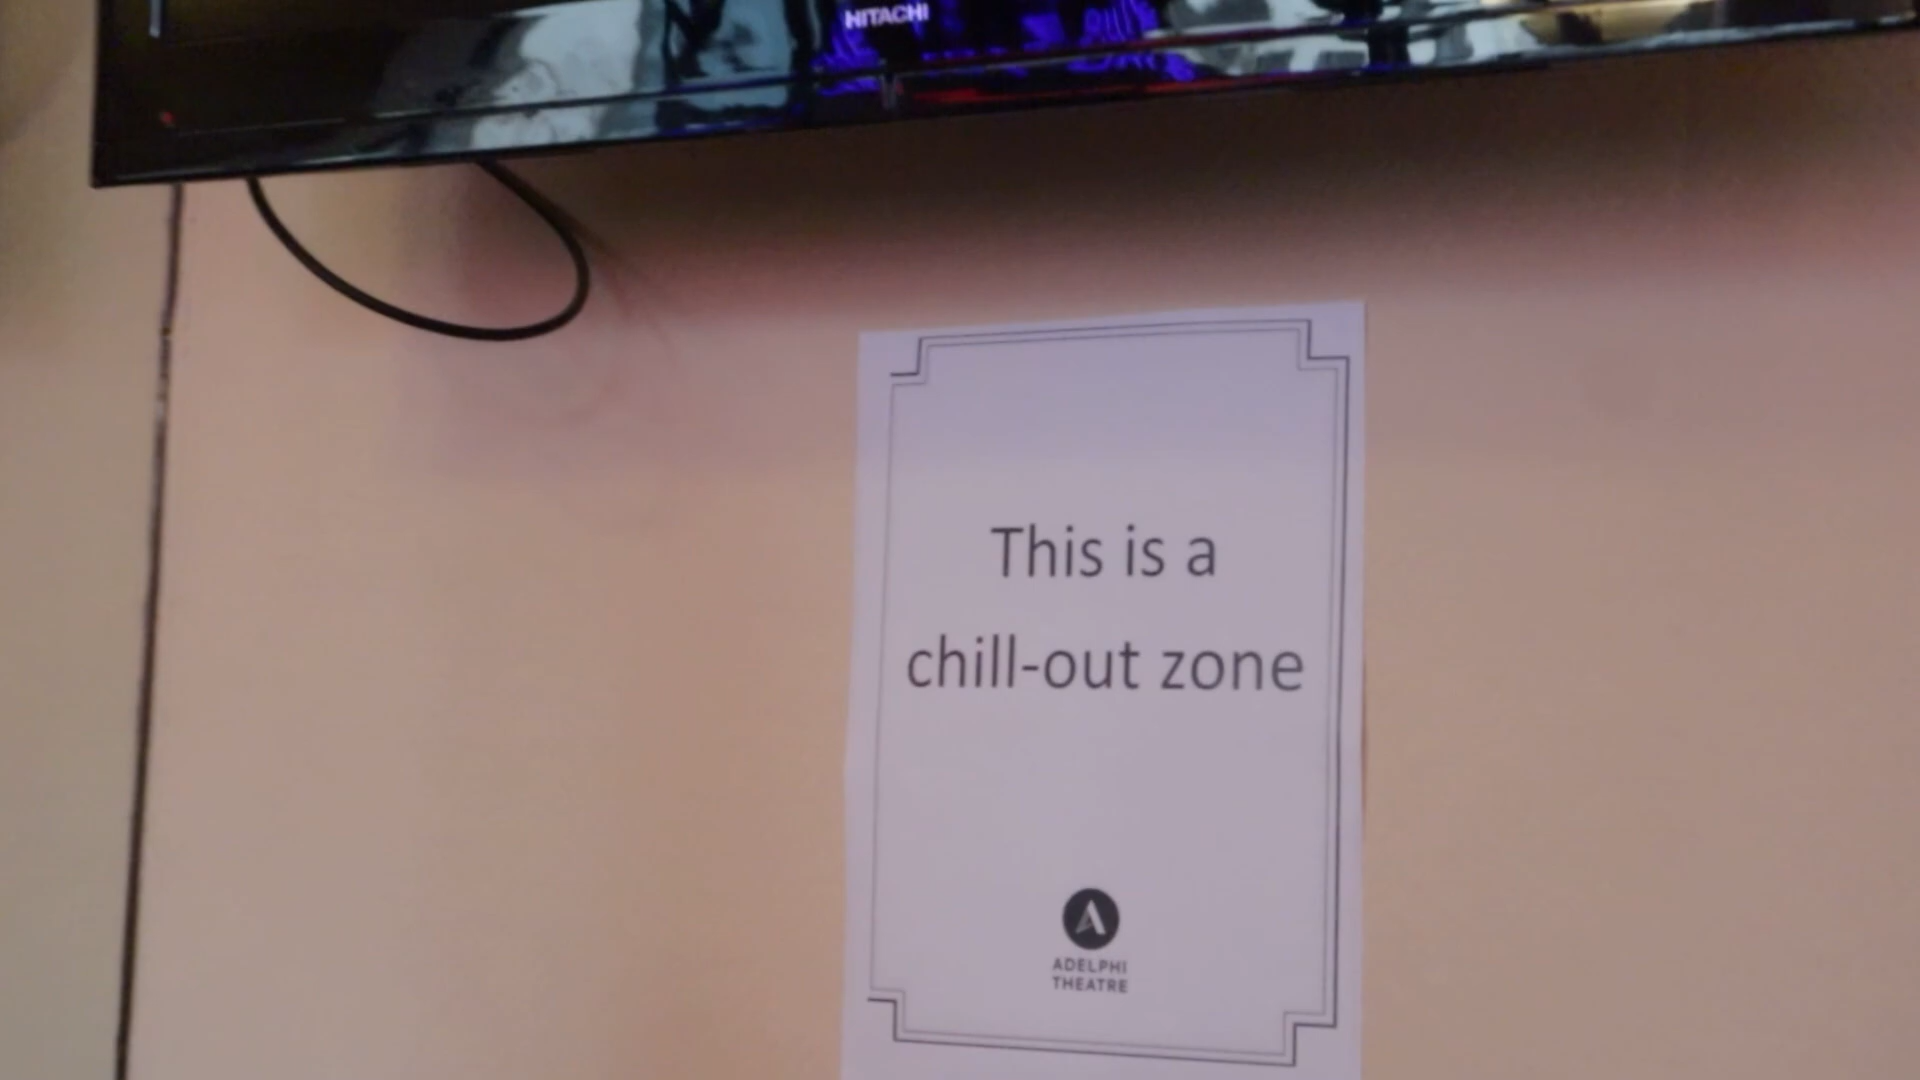 HITACHI
This is a
chill-out zone
ADELPHI
THEATRE